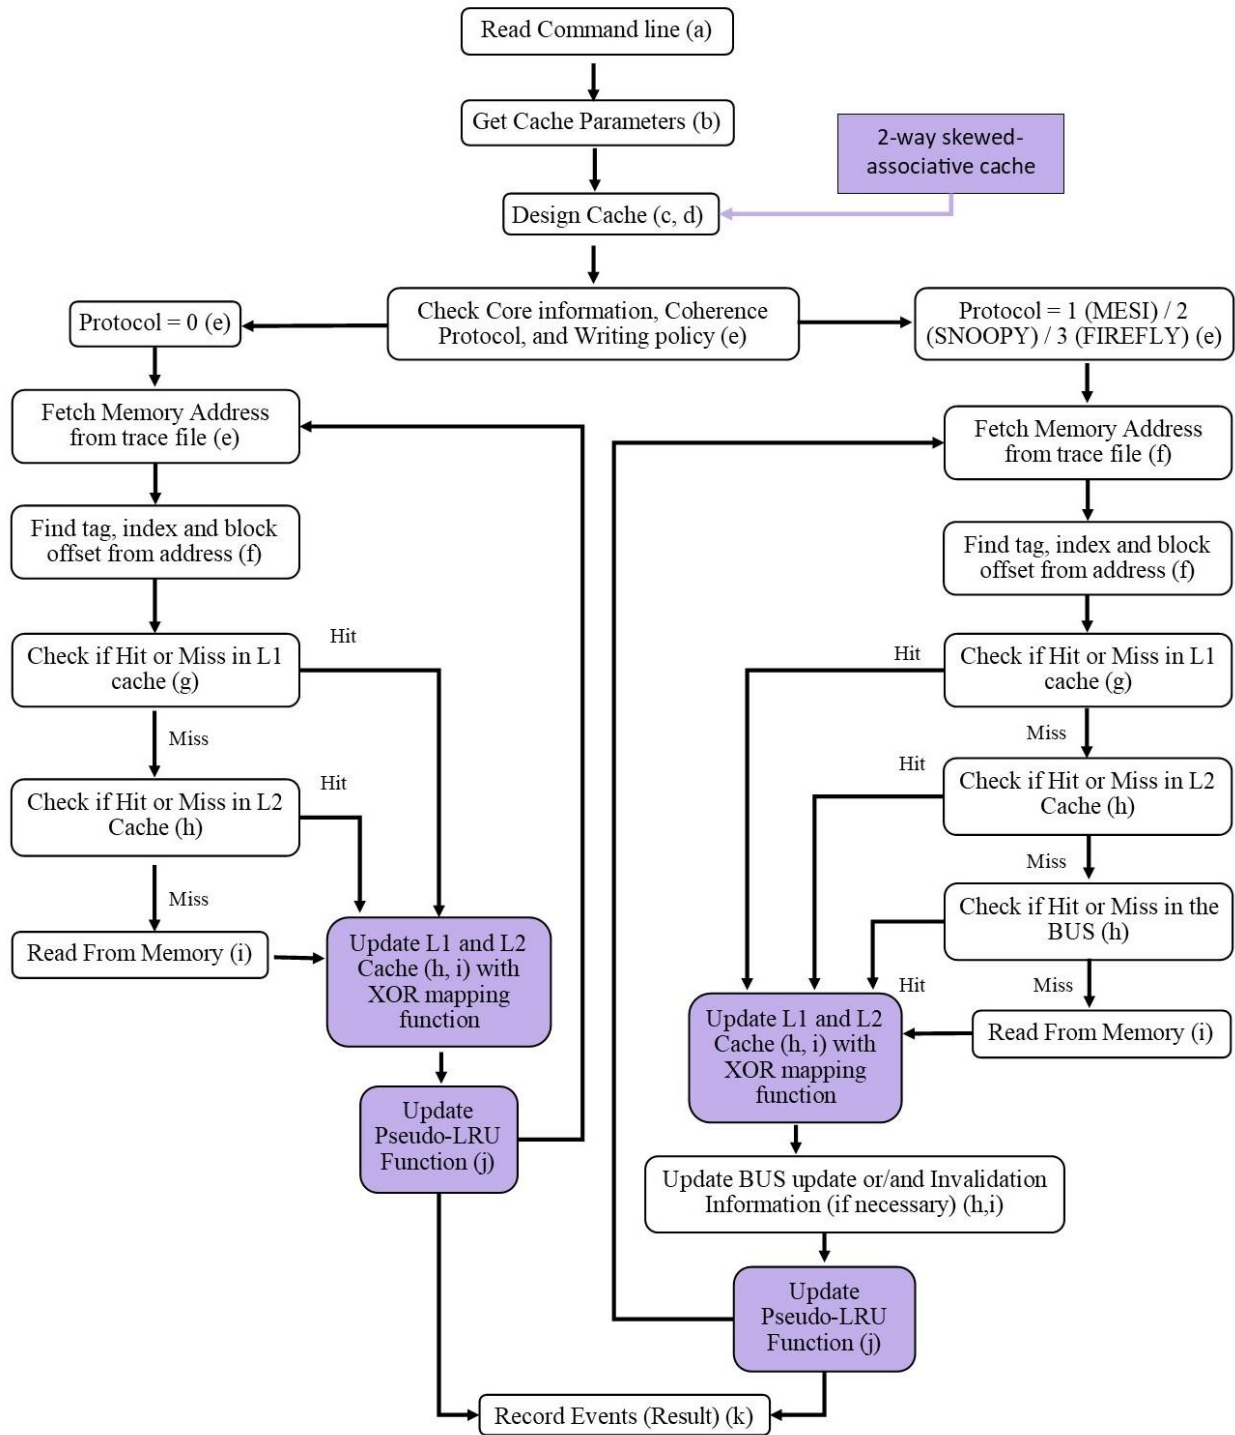 Read Command line (a)
Get Cache Parameters (b)
2-way skewed-
associative cache
Design Cache (c, d)
Check Core information, Coherence
Protocol, and Writing policy (e)
Protocol = 0 (e)
Fetch Memory Address
from trace file (e)
Find tag, index and block
offset from address (f)
Check if Hit or Miss in L1
cache (g)
Hit
Miss
Check if Hit or Miss in L2
Cache (h)
Hit
Miss
Read From Memory (i)
Update L1 and L2
Cache (h, i) with
XOR mapping
function
Update
Pseudo-LRU
Function (j)
Protocol = 1 (MESI) / 2
(SNOOPY) / 3 (FIREFLY) (e)
Fetch Memory Address
from trace file (f)
Find tag, index and block
offset from address (f)
Hit
Check if Hit or Miss in L1
cache (g)
Miss
Hit
Check if Hit or Miss in L2
Cache (h)
Miss
Check if Hit or Miss in the
BUS (h)
Hit
Miss
Read From Memory (i)
Update L1 and L2
Cache (h, i) with
XOR mapping
function
Update BUS update or/and Invalidation
Information (if necessary) (h,i)
Update
Pseudo-LRU
Function (j)
Record Events (Result) (k)